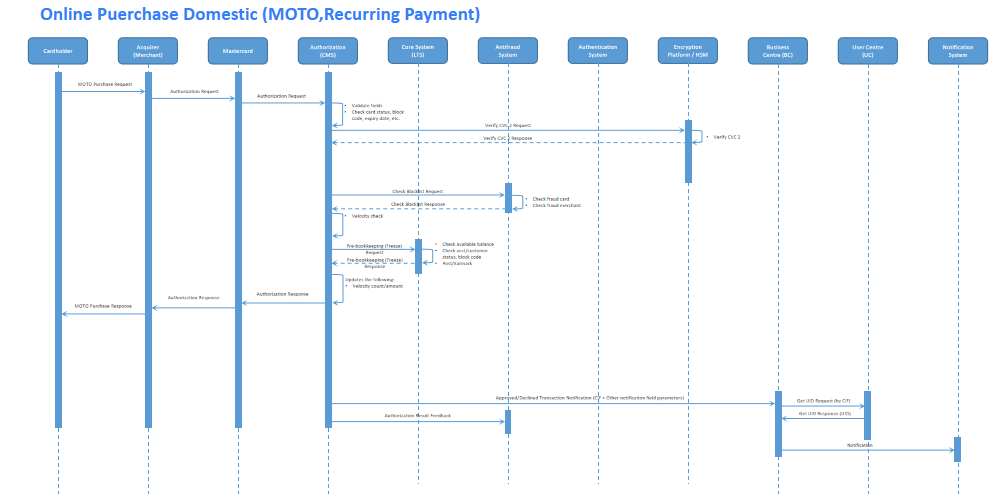 Online Puerchase Domestic (MOTO,Recurring Payment)
Cardholder
Acquirer
(Merchant)
Mastercard
Authorization
(CMS)
Core System
(LTS)
Antifraud
System
Authentication
System
Encryption
Platform / HSM
Business
Centre (BC)
User Centre
(UC)
Notification
System
MOTO Purchase Request
Authorization Request
Authorization Request
• Validate fields
• Check card status, block
code, expiry date, etc.
Verify CVC 2 Request
Verify CVC 2 Response
• Verify CVC 2
Check Blacklist Request
Check Blacklist Response
• Check fraud card
• Check fraud merchant
• Velocity check
Pre-bookkeeping (Freeze)
Request
Pre-bookkeeping (Freeze)
Response
• Check available balance
• Check acct/customer
status, block code
• Post/Earmark
Updates the following:
• Velocity count/amount
Authorization Response
Authorization Response
MOTO Purchase Response
Approved/Declined Transaction Notification (CIF + Other notification field parameters)
Get UID Request (by CIF)
Get UID Response (UID)
Authorization Result Feedback
Notification